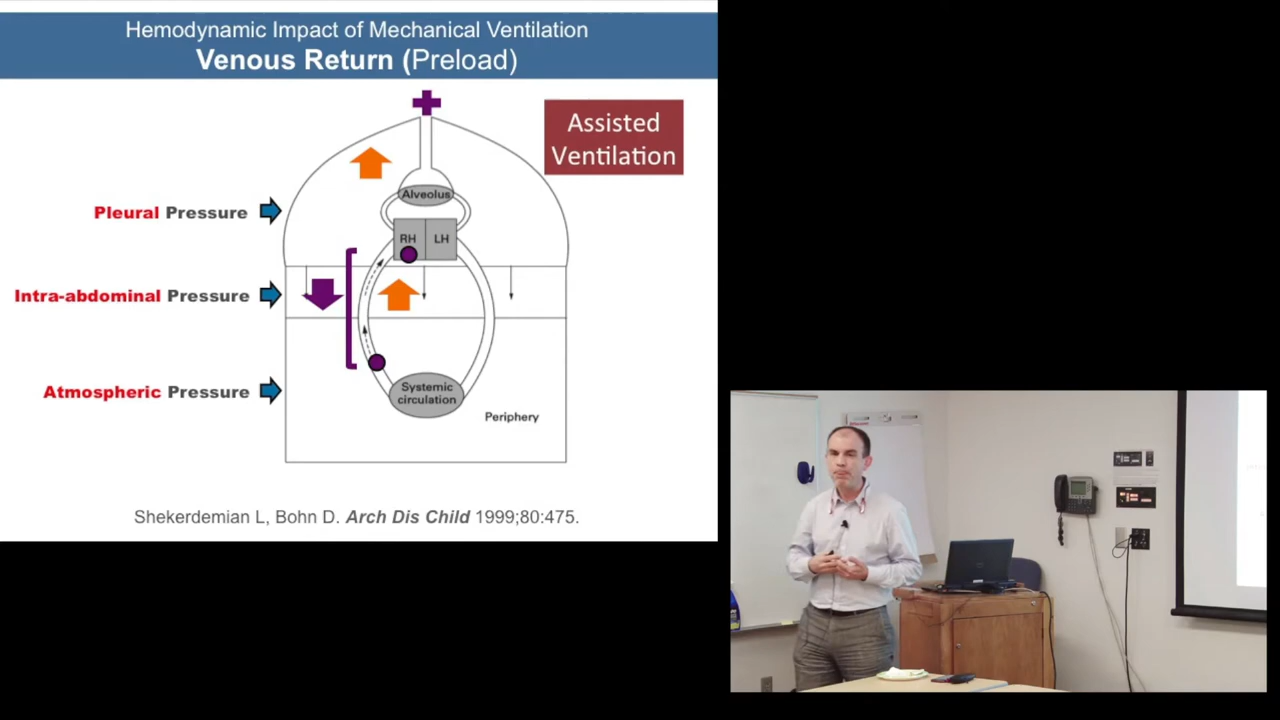 Hemodynamic Impact of Mechanical Ventilation
Venous Return (Preload)
Assisted
Ventilation
Alveolus
Pleural Pressure
RH
LH
Intra-abdominal Pressure
Atmospheric Pressure
Systemic
circulation
Periphery
Shekerdemian L, Bohn D. Arch Dis Child 1999;80:475.